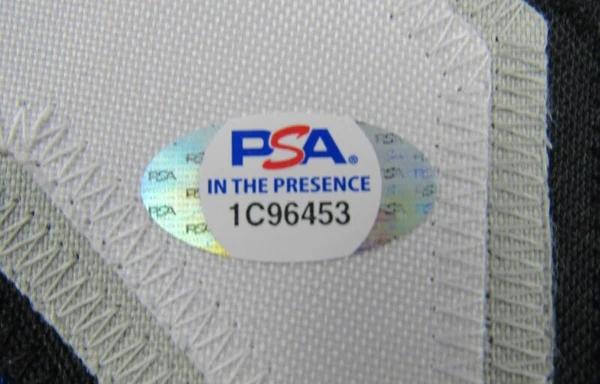 PSA®
IN THE PRESENCE
1C96453